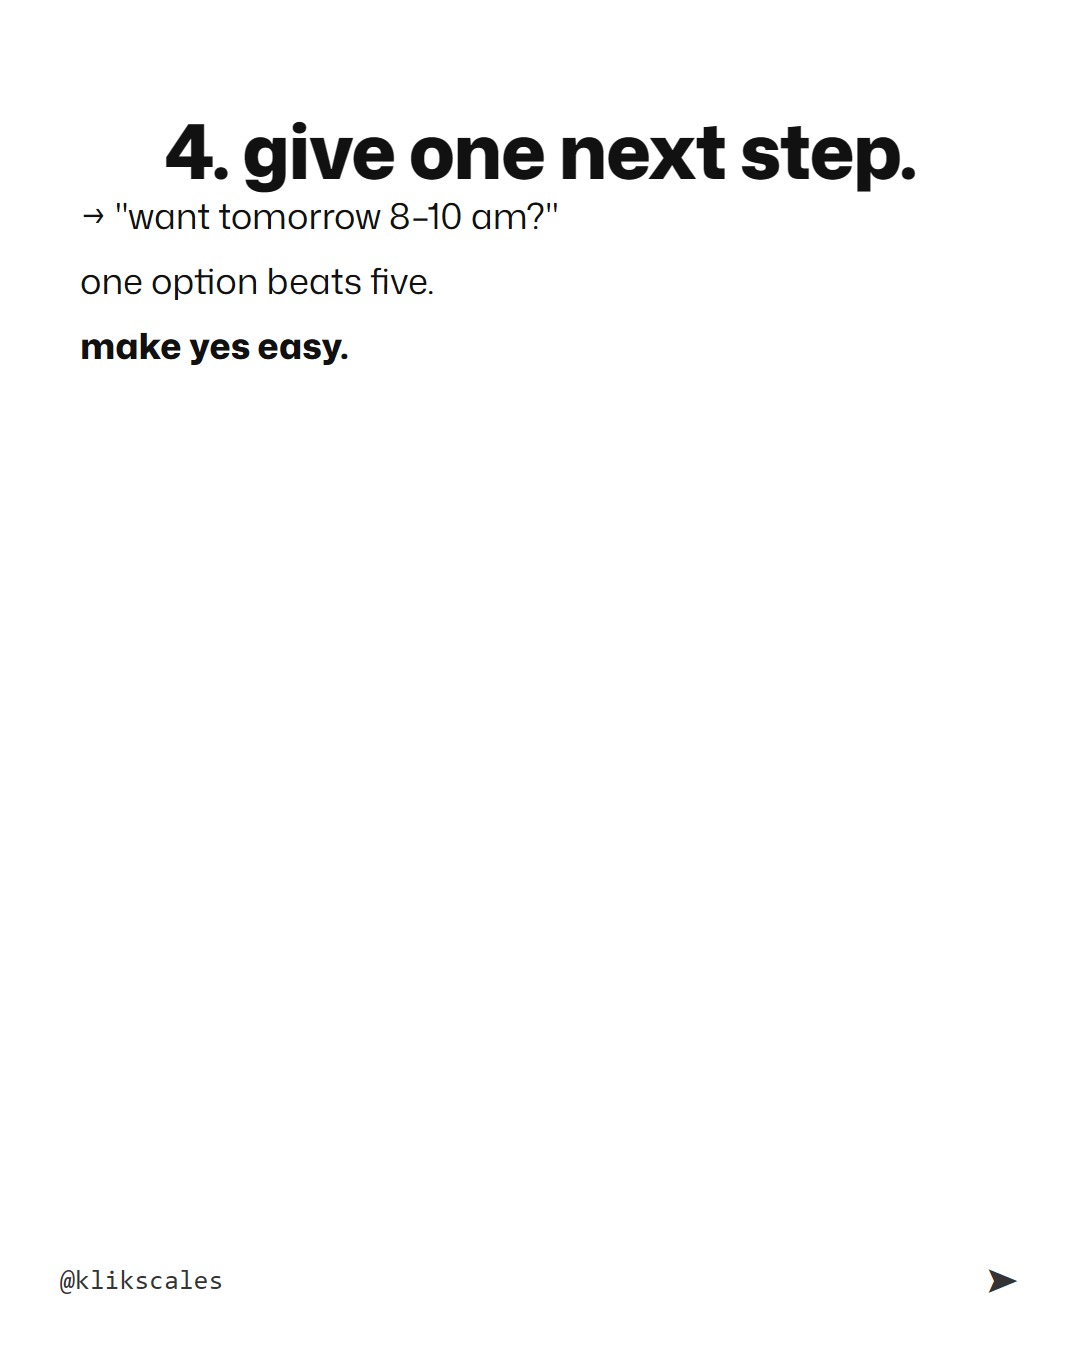 4. give one next step.
→ "want tomorrow 8–10 am?"
one option beats five.
make yes easy.
@klikscales
➤